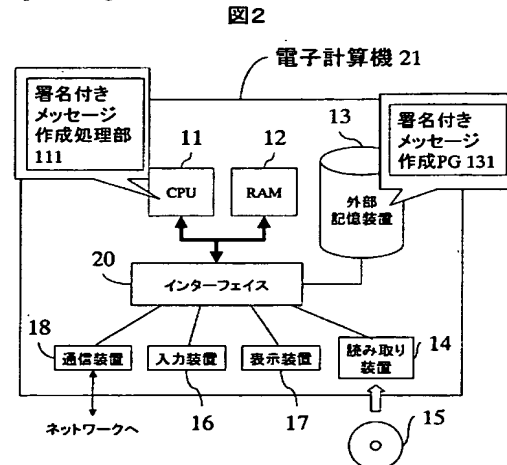 図2
電子計算機 21
署名付き
メッセージ
作成処理部
111
署名付き
メッセージ
作成PG 131
13
11
12
CPU
RAM
外部
記憶装置
20
インターフェイス
18
14
通信装置
入力装置
表示装置
読み取り
装置
ネットワークへ
16
17
15